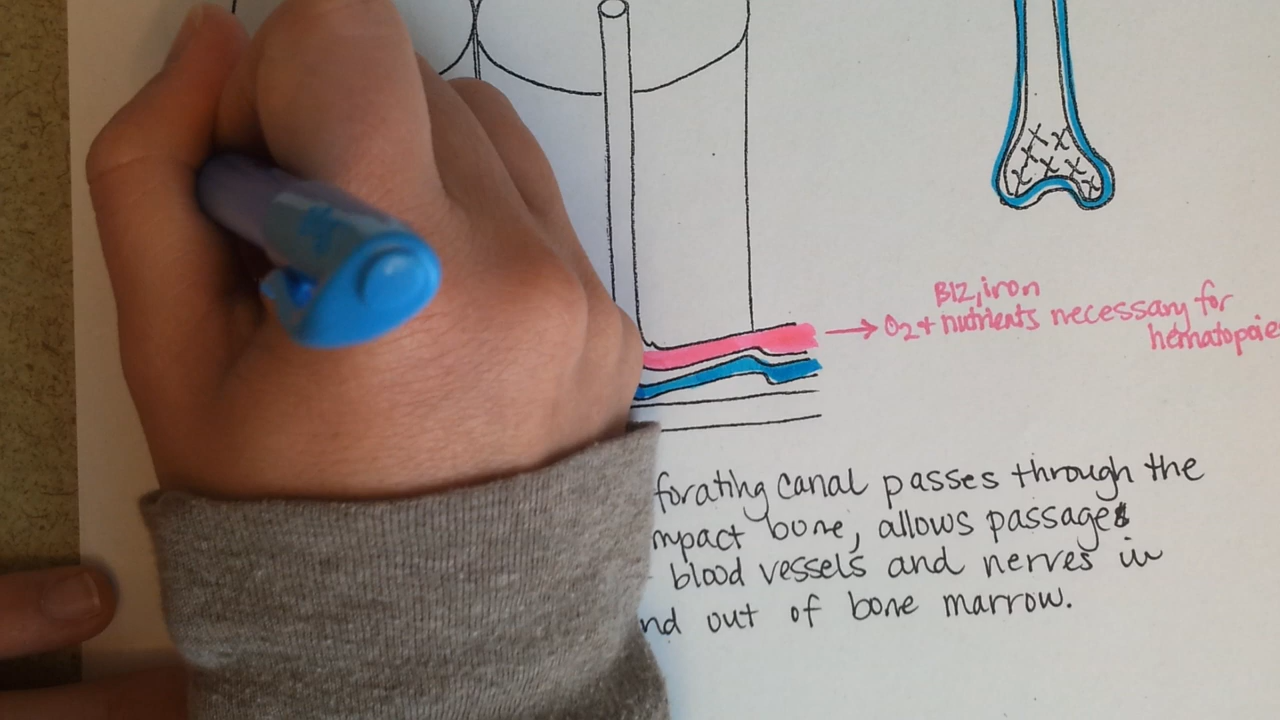 B12, iron
O2 + nutrients necessary for
hematopoie
forating canal passes through the
mpact bone, allows passages
blood vessels and nerves in
nd out of bone marrow.